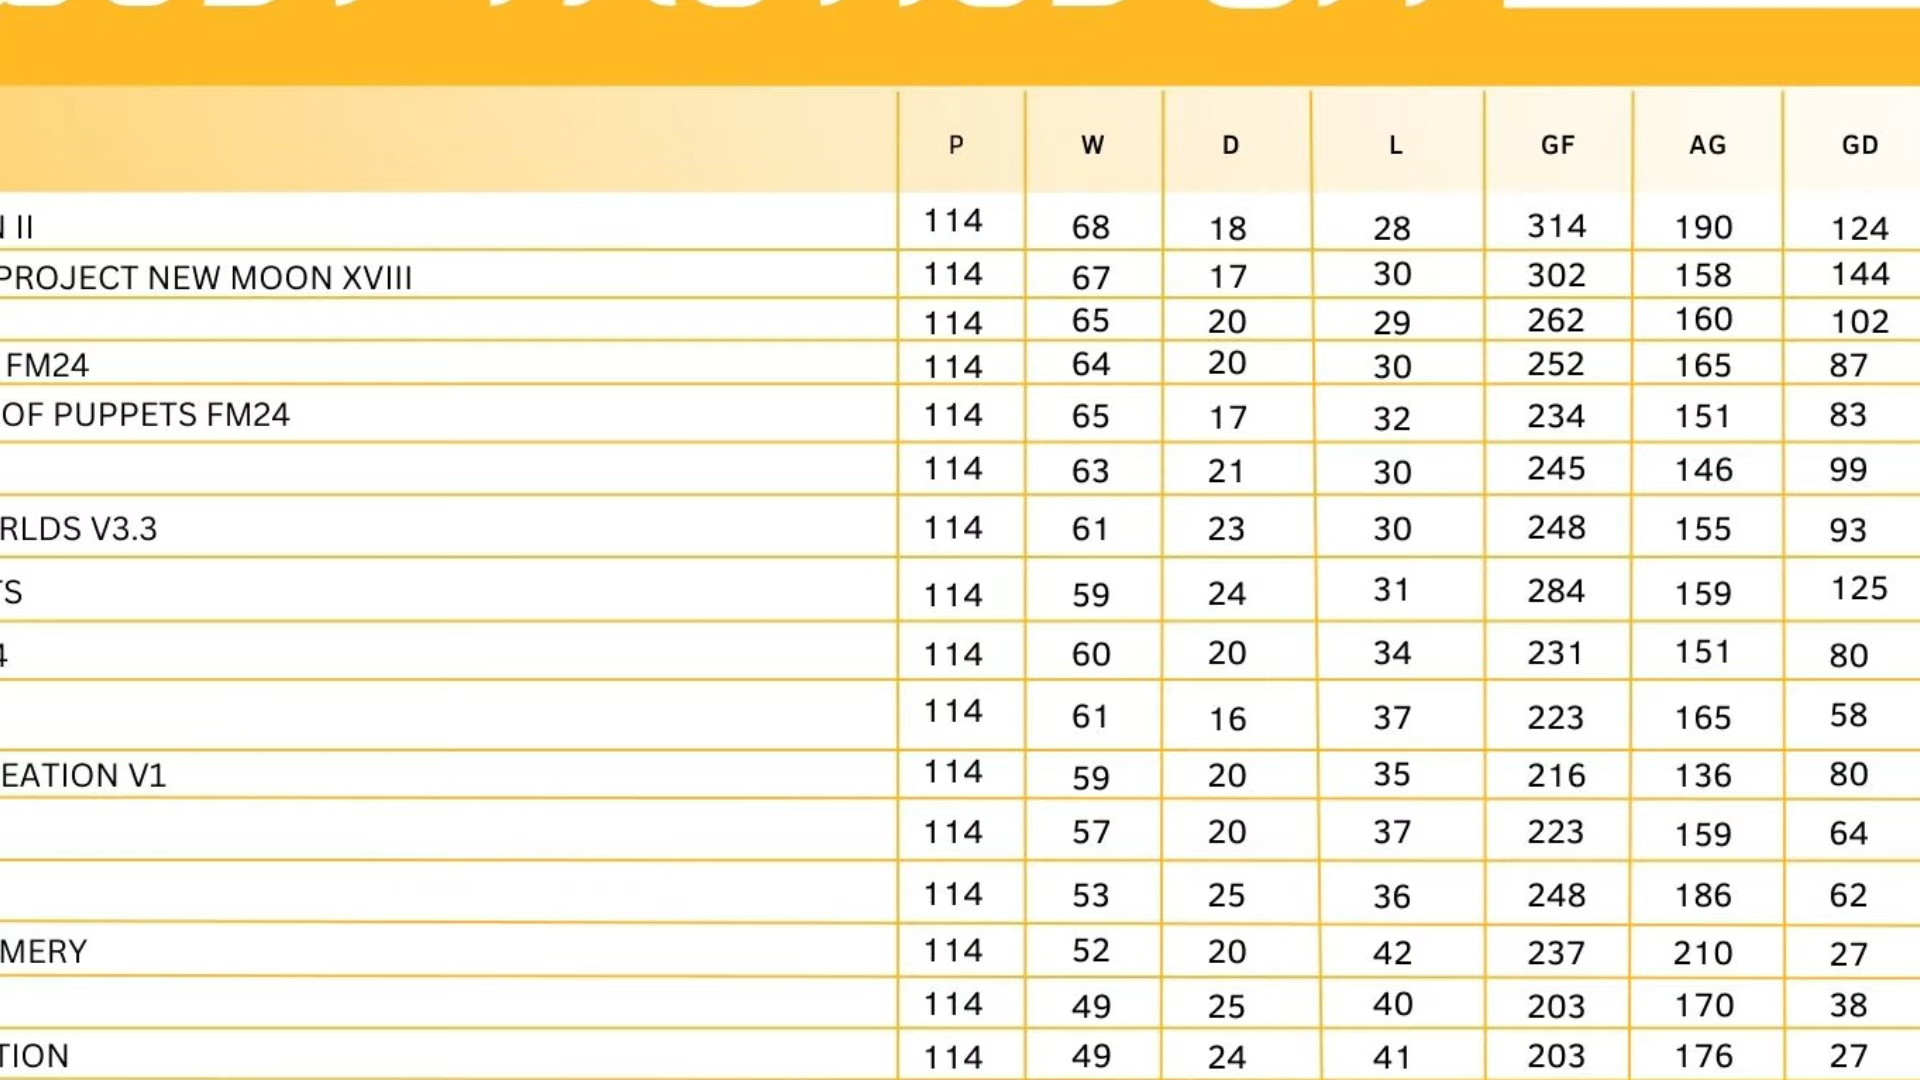 P W D L GF AG GD
II 114 68 18 28 314 190 124
PROJECT NEW MOON XVIII 114 67 17 30 302 158 144
114 65 20 29 262 160 102
FM24 114 64 20 30 252 165 87
OF PUPPETS FM24 114 65 17 32 234 151 83
114 63 21 30 245 146 99
RLDS V3.3 114 61 23 30 248 155 93
TS 114 59 24 31 284 159 125
4 114 60 20 34 231 151 80
114 61 16 37 223 165 58
EATION V1 114 59 20 35 216 136 80
114 57 20 37 223 159 64
114 53 25 36 248 186 62
MERY 114 52 20 42 237 210 27
114 49 25 40 203 170 38
TION 114 49 24 41 203 176 27